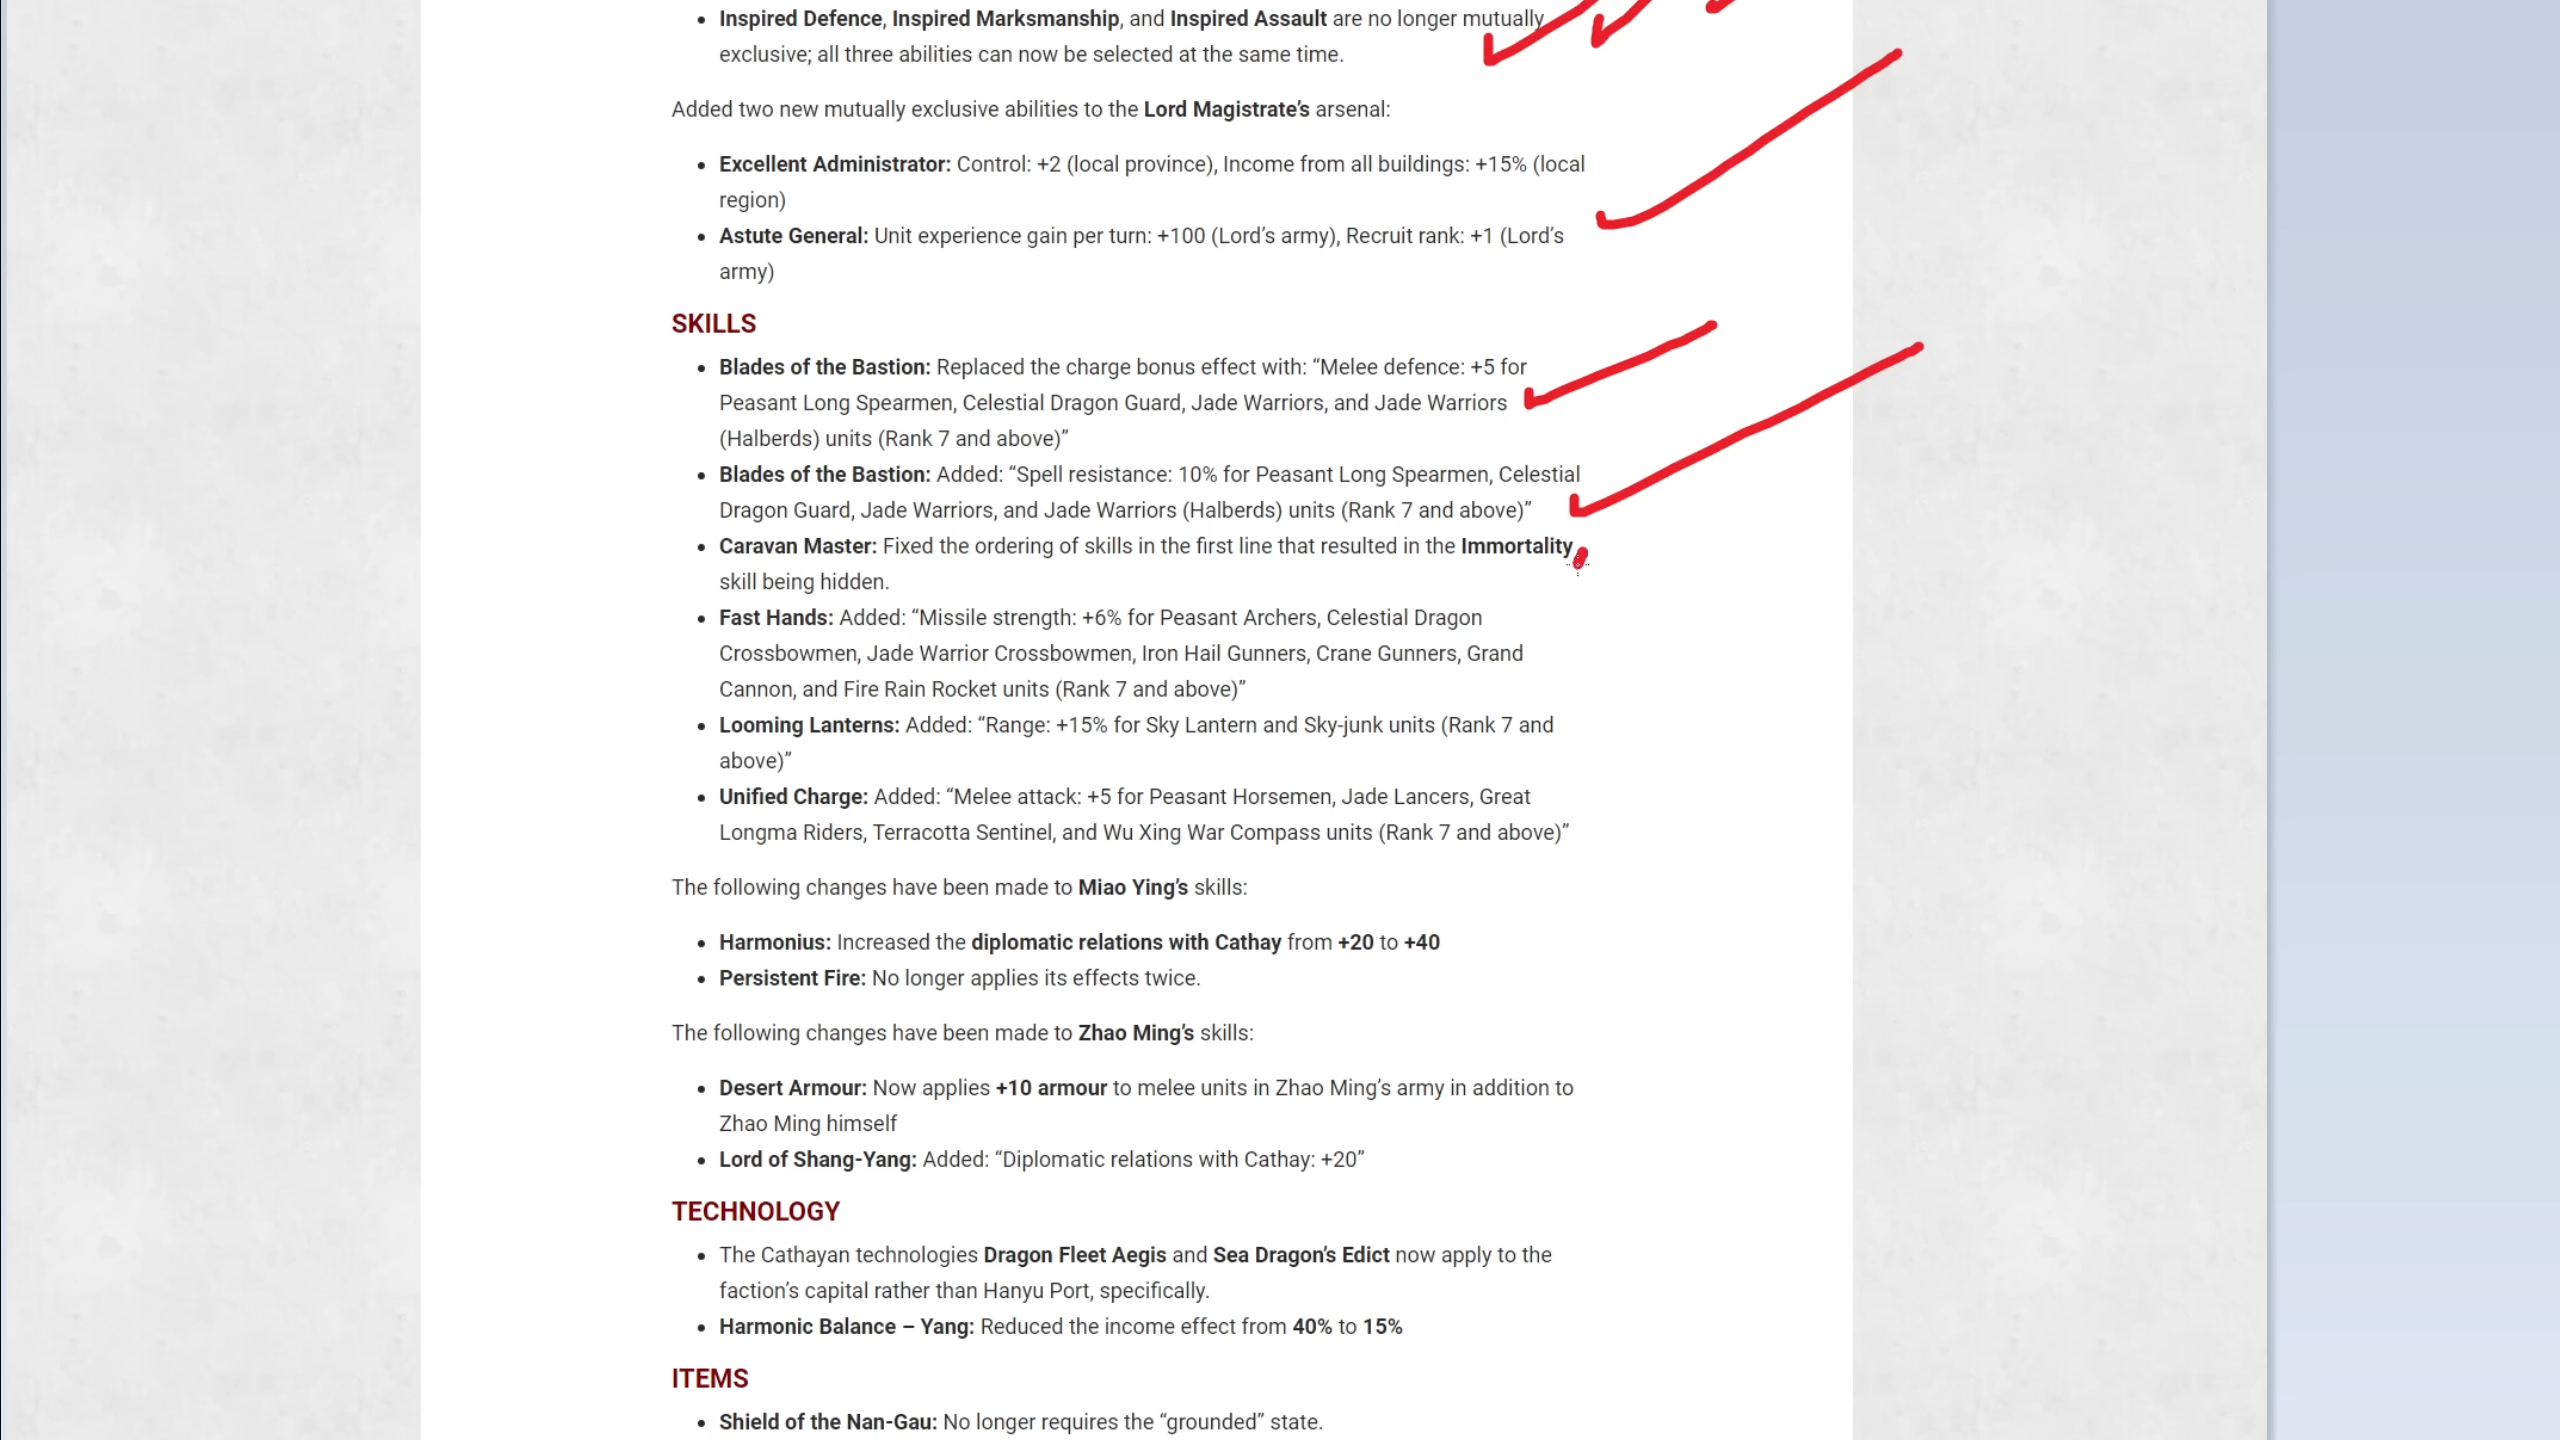 • Inspired Defence, Inspired Marksmanship, and Inspired Assault are no longer mutually
exclusive; all three abilities can now be selected at the same time.
Added two new mutually exclusive abilities to the Lord Magistrate’s arsenal:
• Excellent Administrator: Control: +2 (local province), Income from all buildings: +15% (local
region)
• Astute General: Unit experience gain per turn: +100 (Lord’s army), Recruit rank: +1 (Lord’s
army)
SKILLS
• Blades of the Bastion: Replaced the charge bonus effect with: “Melee defence: +5 for
Peasant Long Spearmen, Celestial Dragon Guard, Jade Warriors, and Jade Warriors
(Halberds) units (Rank 7 and above)”
• Blades of the Bastion: Added: “Spell resistance: 10% for Peasant Long Spearmen, Celestial
Dragon Guard, Jade Warriors, and Jade Warriors (Halberds) units (Rank 7 and above)”
• Caravan Master: Fixed the ordering of skills in the first line that resulted in the Immortality
skill being hidden.
• Fast Hands: Added: “Missile strength: +6% for Peasant Archers, Celestial Dragon
Crossbowmen, Jade Warrior Crossbowmen, Iron Hail Gunners, Crane Gunners, Grand
Cannon, and Fire Rain Rocket units (Rank 7 and above)”
• Looming Lanterns: Added: “Range: +15% for Sky Lantern and Sky-junk units (Rank 7 and
above)”
• Unified Charge: Added: “Melee attack: +5 for Peasant Horsemen, Jade Lancers, Great
Longma Riders, Terracotta Sentinel, and Wu Xing War Compass units (Rank 7 and above)”
The following changes have been made to Miao Ying’s skills:
• Harmonius: Increased the diplomatic relations with Cathay from +20 to +40
• Persistent Fire: No longer applies its effects twice.
The following changes have been made to Zhao Ming’s skills:
• Desert Armour: Now applies +10 armour to melee units in Zhao Ming’s army in addition to
Zhao Ming himself
• Lord of Shang-Yang: Added: “Diplomatic relations with Cathay: +20”
TECHNOLOGY
• The Cathayan technologies Dragon Fleet Aegis and Sea Dragon’s Edict now apply to the
faction’s capital rather than Hanyu Port, specifically.
• Harmonic Balance – Yang: Reduced the income effect from 40% to 15%
ITEMS
• Shield of the Nan-Gau: No longer requires the “grounded” state.